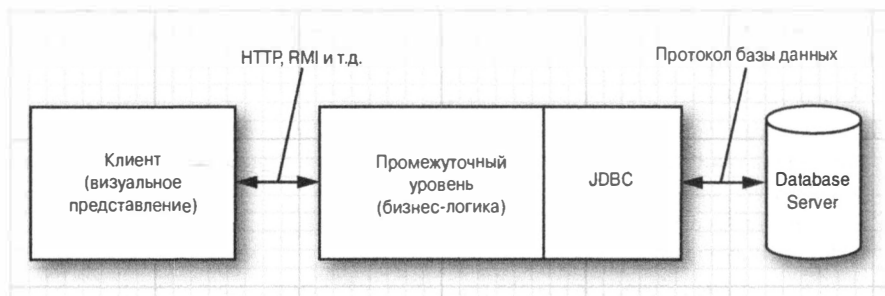 HTTP, RMI и т.д.
Протокол базы данных
Клиент
(визуальное
представление)
Промежуточный
уровень
(бизнес-логика)
JDBC
Database
Server